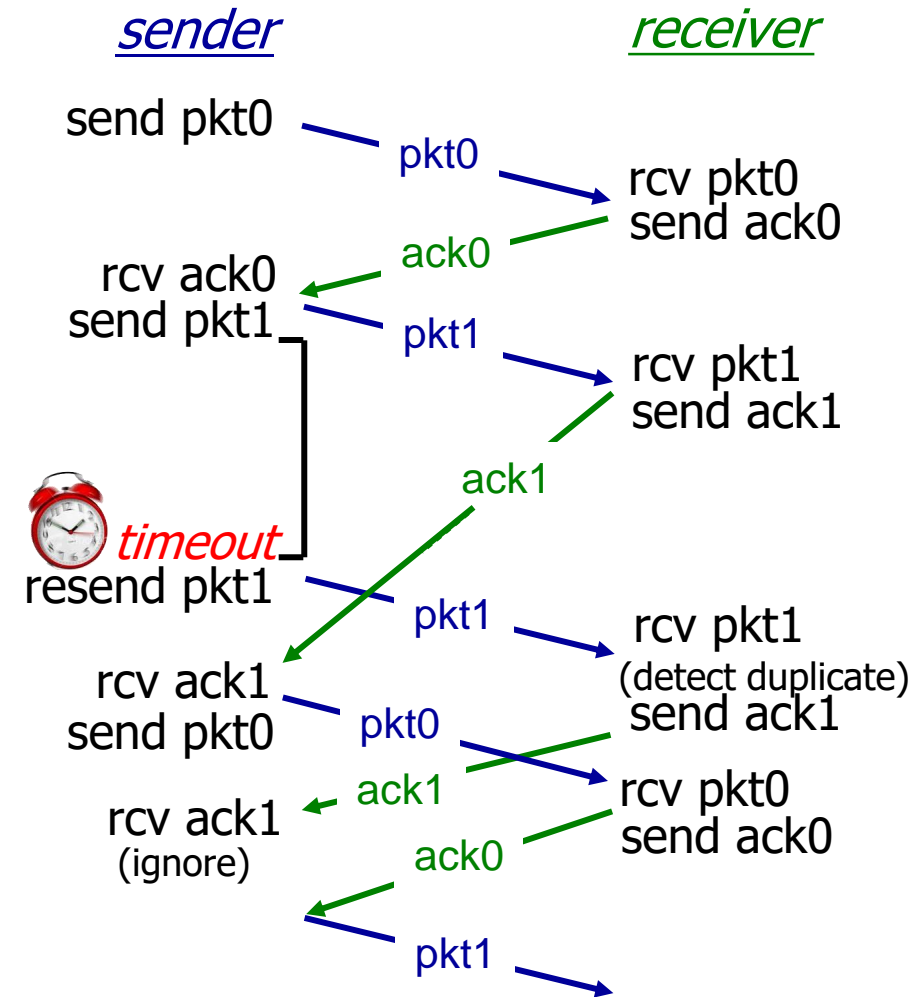 sender
receiver
send pkt0
pkt0
rcv pkt0
send ack0
ack0
rcv ack0
send pkt1
pkt1
rcv pkt1
send ack1
ack1
timeout
resend pkt1
pkt1
rcv pkt1
(detect duplicate)
send ack1
rcv ack1
send pkt0
pkt0
ack1
rcv pkt0
send ack0
rcv ack1
(ignore)
ack0
pkt1